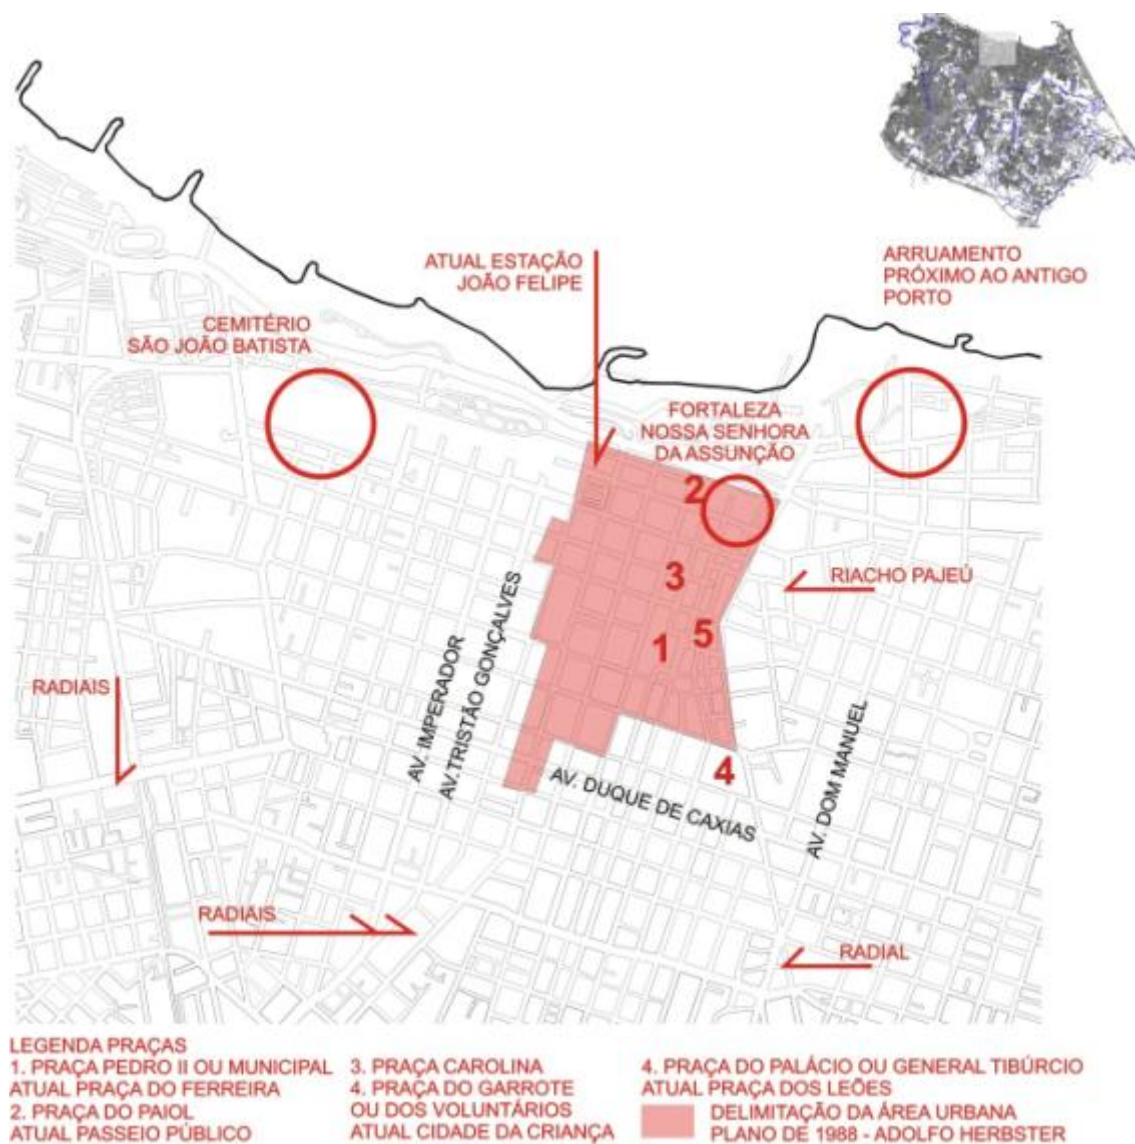 ATUAL ESTAÇÃO
JOÃO FELIPE
ARRUAMENTO
PRÓXIMO AO ANTIGO
PORTO
CEMITÉRIO
SÃO JOÃO BATISTA
FORTALEZA
NOSSA SENHORA
DA ASSUNÇÃO
2
3
RIACHO PAJEÚ
5
1
RADIAIS
AV. IMPERADOR
AV.TRISTÃO GONÇALVES
4
AV. DUQUE DE CAXIAS
AV. DOM MANUEL
RADIAIS
RADIAL
LEGENDA PRAÇAS
1. PRAÇA PEDRO II OU MUNICIPAL
ATUAL PRAÇA DO FERREIRA
2. PRAÇA DO PAIOL
ATUAL PASSEIO PÚBLICO
3. PRAÇA CAROLINA
4. PRAÇA DO GARROTE
OU DOS VOLUNTÁRIOS
ATUAL CIDADE DA CRIANÇA
4. PRAÇA DO PALÁCIO OU GENERAL TIBÚRCIO
ATUAL PRAÇA DOS LEÕES
DELIMITAÇÃO DA ÁREA URBANA
PLANO DE 1988 - ADOLFO HERBSTER